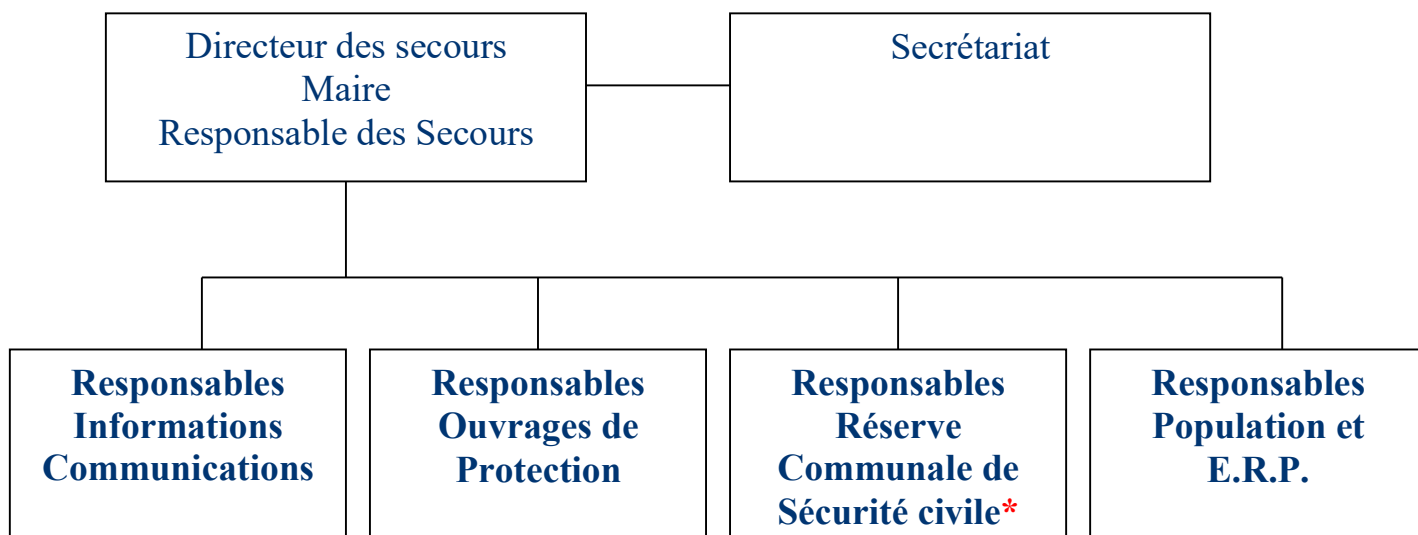 Directeur des secours
Maire
Responsable des Secours
Secrétariat
Responsables
Informations
Communications
Responsables
Ouvrages de
Protection
Responsables
Réserve
Communale de
Sécurité civile*
Responsables
Population et
E.R.P.